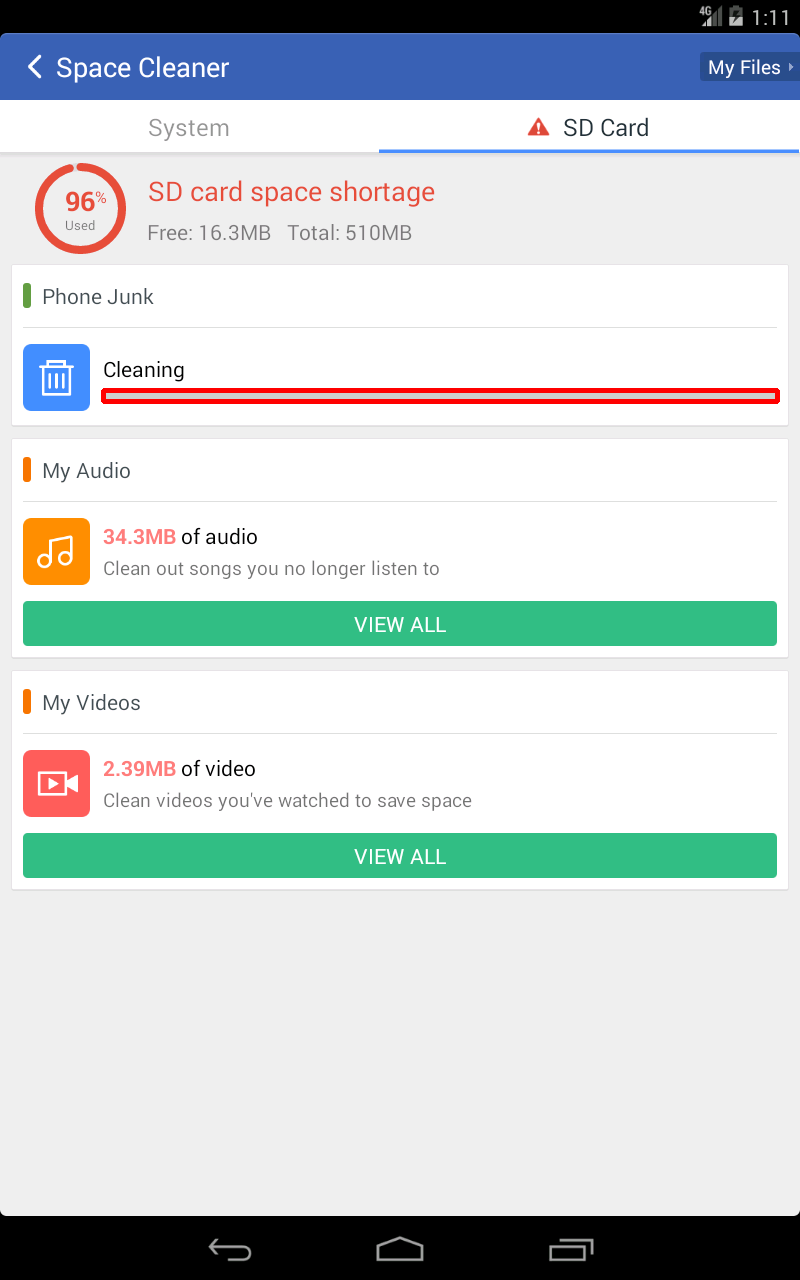 4G 1:11
Space Cleaner My Files
System SD Card
96% SD card space shortage
Used Free: 16.3MB Total: 510MB
Phone Junk
Cleaning
My Audio
34.3MB of audio
Clean out songs you no longer listen to
VIEW ALL
My Videos
2.39MB of video
Clean videos you've watched to save space
VIEW ALL